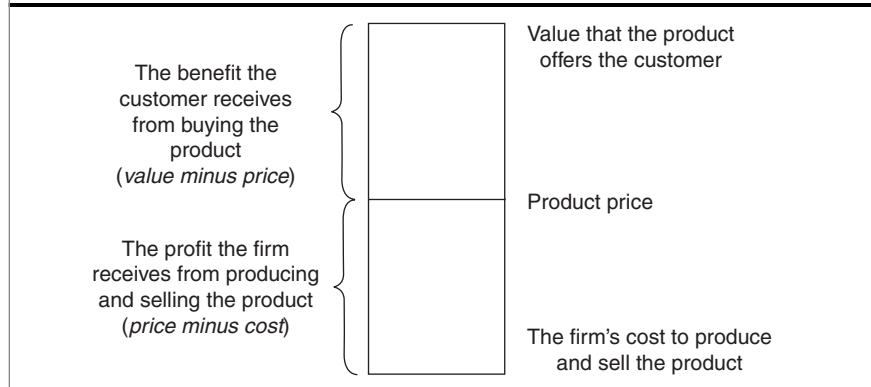 The benefit the
customer receives
from buying the
product
(value minus price)
The profit the firm
receives from producing
and selling the product
(price minus cost)
Value that the product
offers the customer
Product price
The firm’s cost to produce
and sell the product